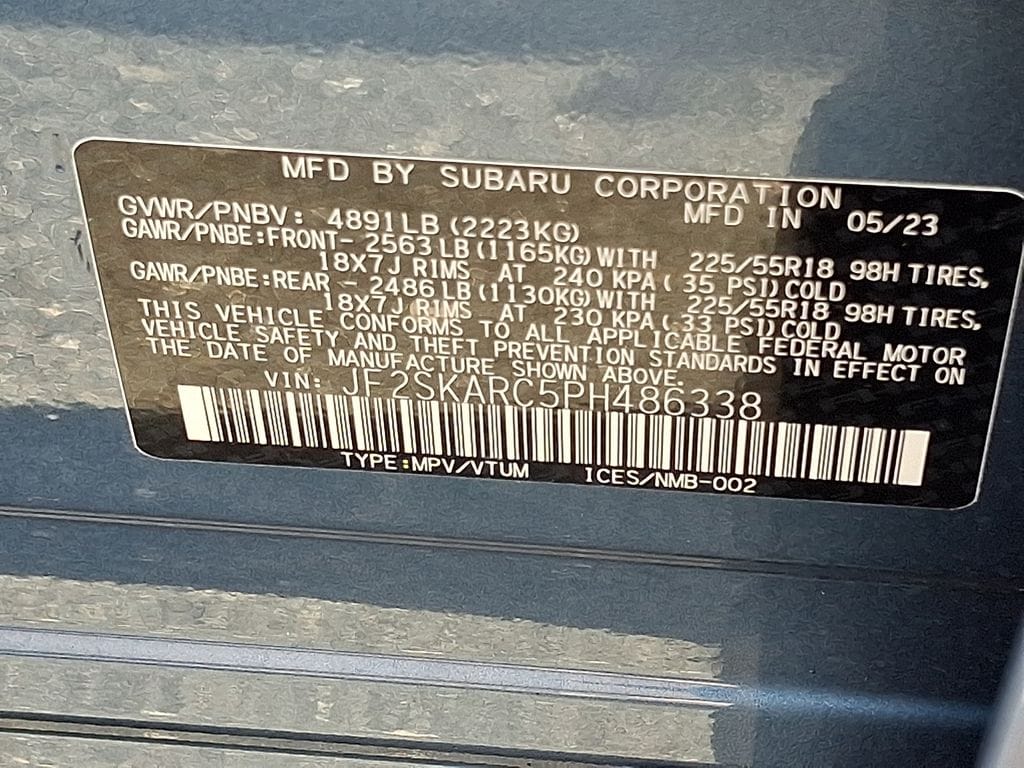 MFD BY SUBARU CORPORATION
MFD IN 05/23
GVWR/PNBV: 4891LB (2223KG)
GAWR/PNBE:FRONT- 2563LB(1165KG)WITH 225/55R18 98H TIRES,
18X7J RIMS AT 240 KPA( 35 PSI)COLD
GAWR/PNBE:REAR - 2486LB(1130KG)WITH 225/55R18 98H TIRES,
18X7J RIMS AT 230 KPA( 33 PSI)COLD
THIS VEHICLE CONFORMS TO ALL APPLICABLE FEDERAL MOTOR
VEHICLE SAFETY AND THEFT PREVENTION STANDARDS IN EFFECT ON
THE DATE OF MANUFACTURE SHOWN ABOVE.
VIN: JF2SKARC5PH486338
TYPE:MPV/VTUM ICES/NMB-002